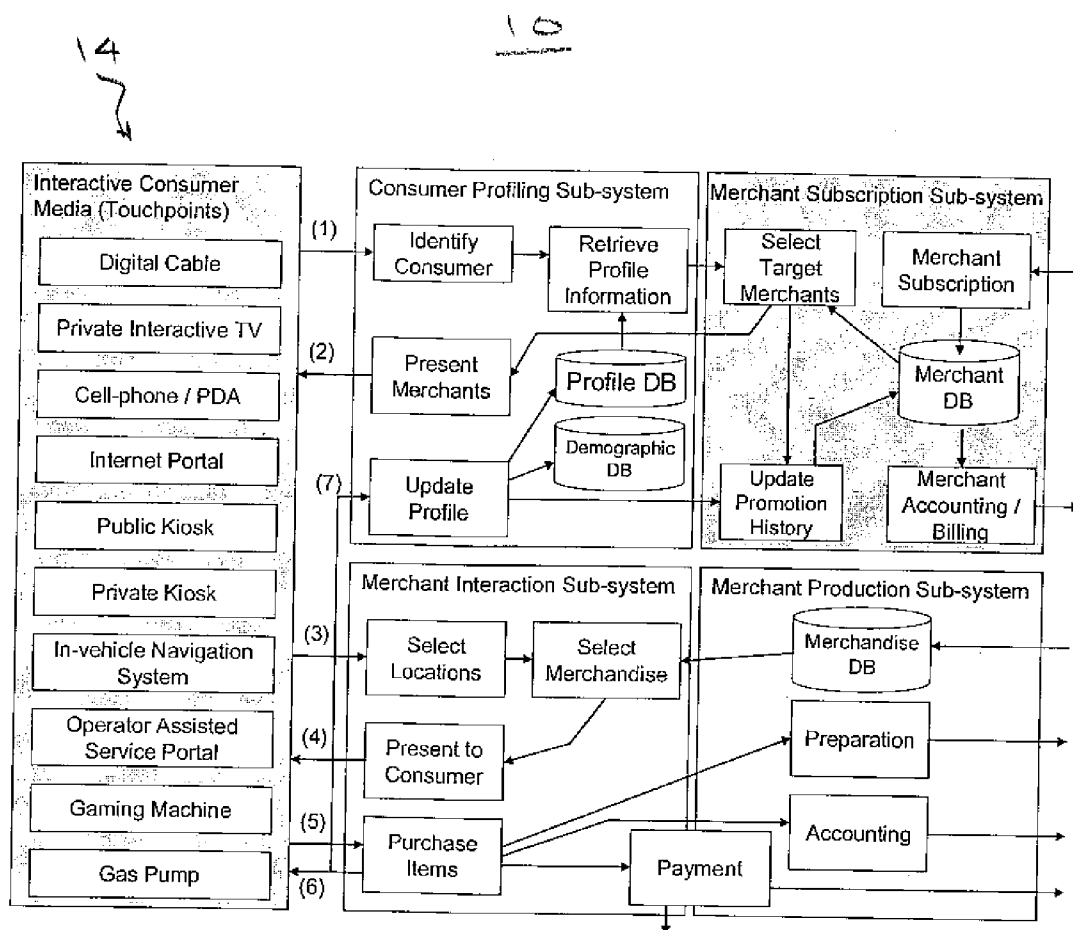 10
14
Interactive Consumer
Media (Touchpoints)
Digital Cable
Private Interactive TV
Cell-phone / PDA
Internet Portal
Public Kiosk
Private Kiosk
In-vehicle Navigation
System
Operator Assisted
Service Portal
Gaming Machine
Gas Pump
(1)
(2)
(7)
(3)
(4)
(5)
(6)
Consumer Profiling Sub-system
Identify
Consumer
Retrieve
Profile
Information
Present
Merchants
Profile DB
Demographic
DB
Update
Profile
Merchant Subscription Sub-system
Select
Target
Merchants
Merchant
Subscription
Merchant
DB
Update
Promotion
History
Merchant
Accounting /
Billing
Merchant Interaction Sub-system
Select
Locations
Select
Merchandise
Present to
Consumer
Purchase
Items
Payment
Merchant Production Sub-system
Merchandise
DB
Preparation
Accounting